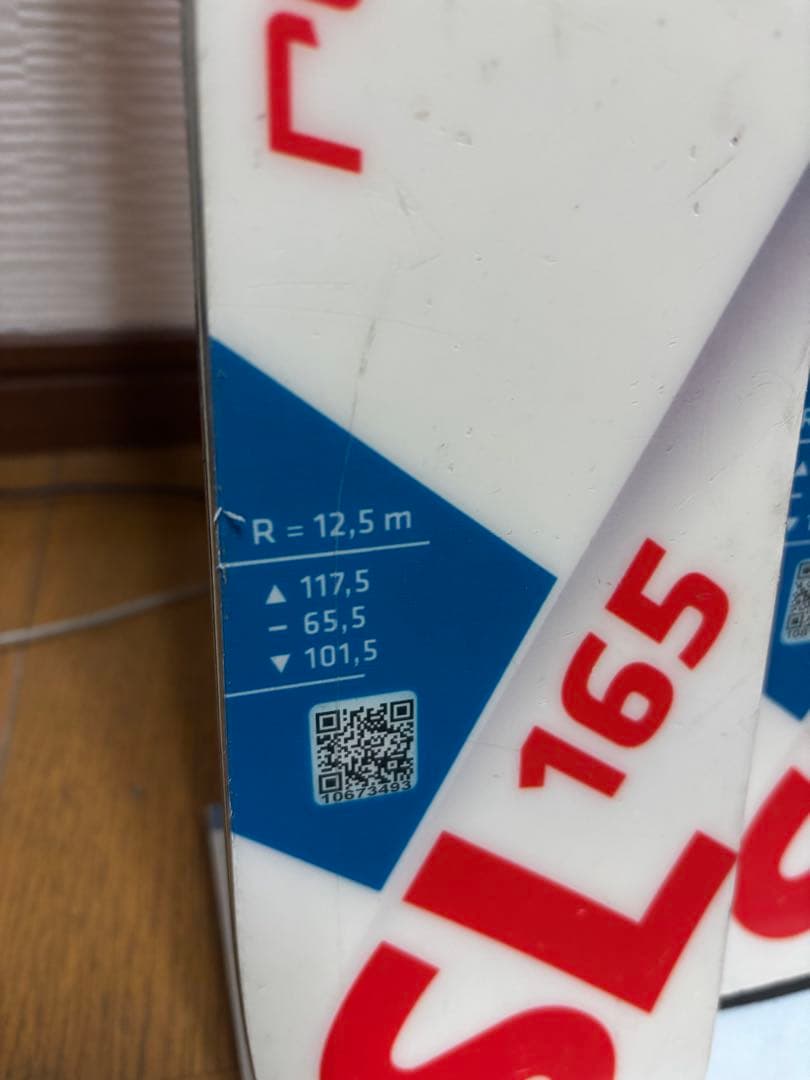 R = 12,5 m
▲ 117,5
– 65,5
▼ 101,5
10673493
SL 165